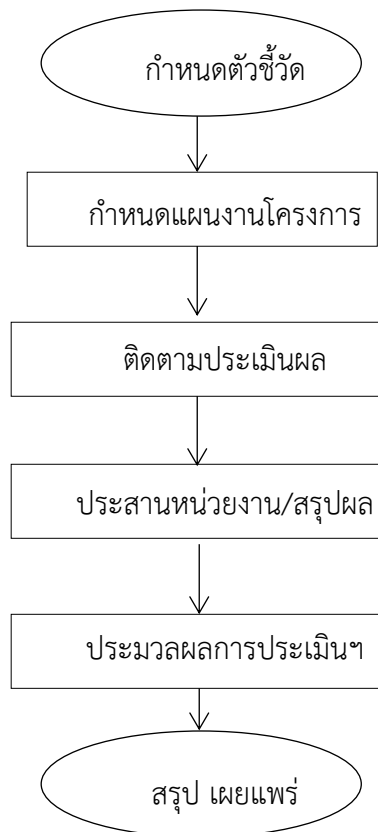 กำหนดตัวชี้วัด
กำหนดแผนงานโครงการ
ติดตามประเมินผล
ประสานหน่วยงาน/สรุปผล
ประมวลผลการประเมินฯ
สรุป เผยแพร่